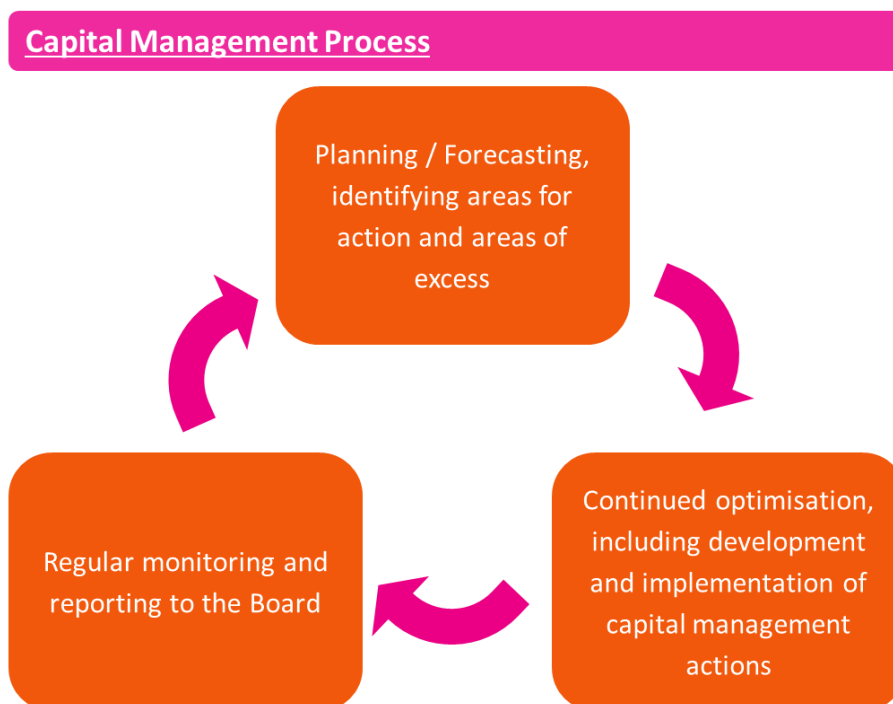 Capital Management Process
Planning / Forecasting,
identifying areas for
action and areas of
excess
Continued optimisation,
including development
and implementation of
capital management
actions
Regular monitoring and
reporting to the Board